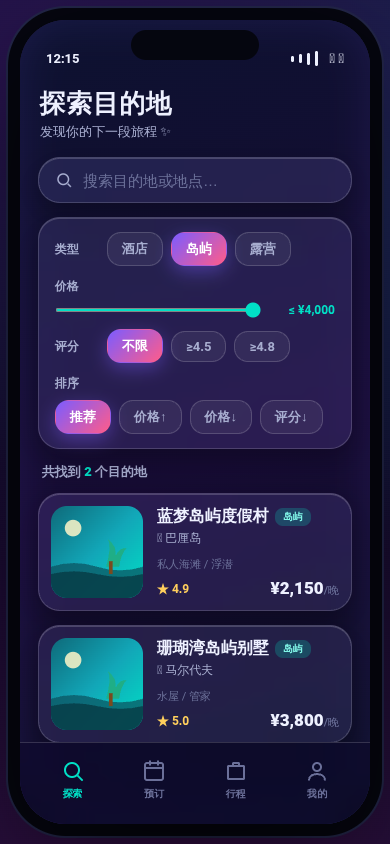 12:15
探索目的地
发现你的下一段旅程 ✨
搜索目的地或地点…
类型 酒店 岛屿 露营
价格
≤ ¥4,000
评分 不限 ≥4.5 ≥4.8
排序
推荐 价格↑ 价格↓ 评分↓
共找到 2 个目的地
蓝梦岛屿度假村 岛屿
巴厘岛
私人海滩 / 浮潜
★ 4.9 ¥2,150/晚
珊瑚湾岛屿别墅 岛屿
马尔代夫
水屋 / 管家
★ 5.0 ¥3,800/晚
探索 预订 行程 我的